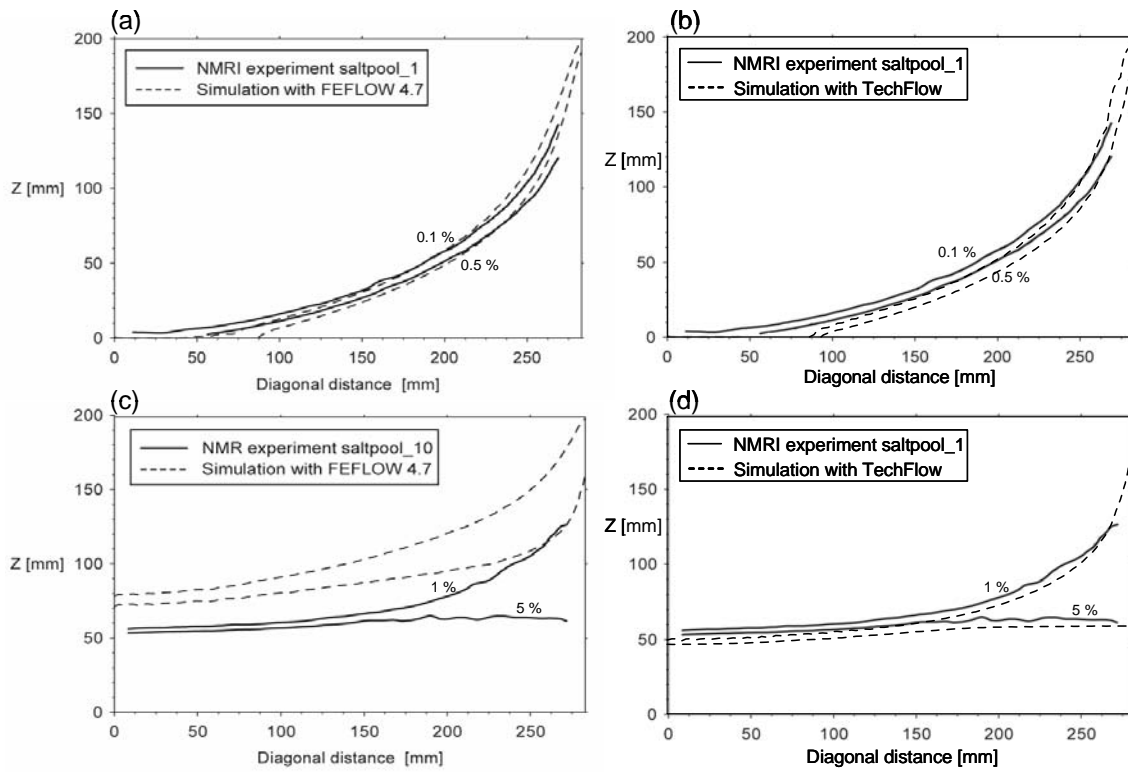 (a)
200
NMRI experiment saltpool_1
Simulation with FEFLOW 4.7
150
Z [mm]
100
0.1 %
50
0.5 %
0
0 50 100 150 200 250
Diagonal distance [mm]
(b)
200
NMRI experiment saltpool_1
Simulation with TechFlow
150
Z [mm]
100
0.1 %
50
0.5 %
0
0 50 100 150 200 250
Diagonal distance [mm]
(c)
200
NMR experiment saltpool_10
Simulation with FEFLOW 4.7
150
Z [mm]
100
1 %
5 %
50
0
0 50 100 150 200 250
Diagonal distance [mm]
(d)
200
NMRI experiment saltpool_1
Simulation with TechFlow
150
Z [mm]
100
1 %
5 %
50
0
0 50 100 150 200 250
Diagonal distance [mm]